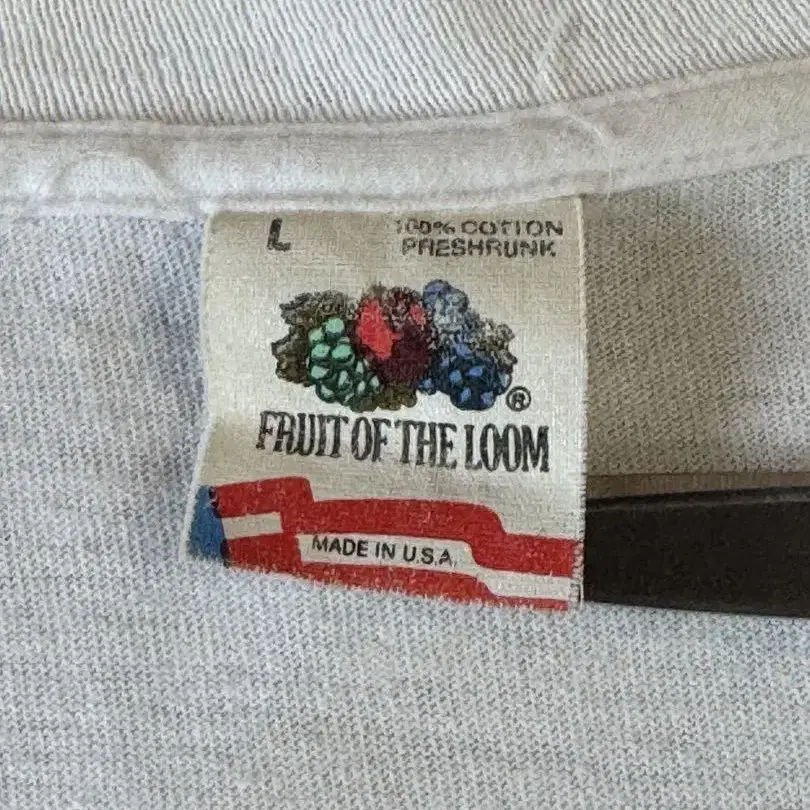 L
100% COTTON
PRESHRUNK
®
FRUIT OF THE LOOM
MADE IN U.S.A.